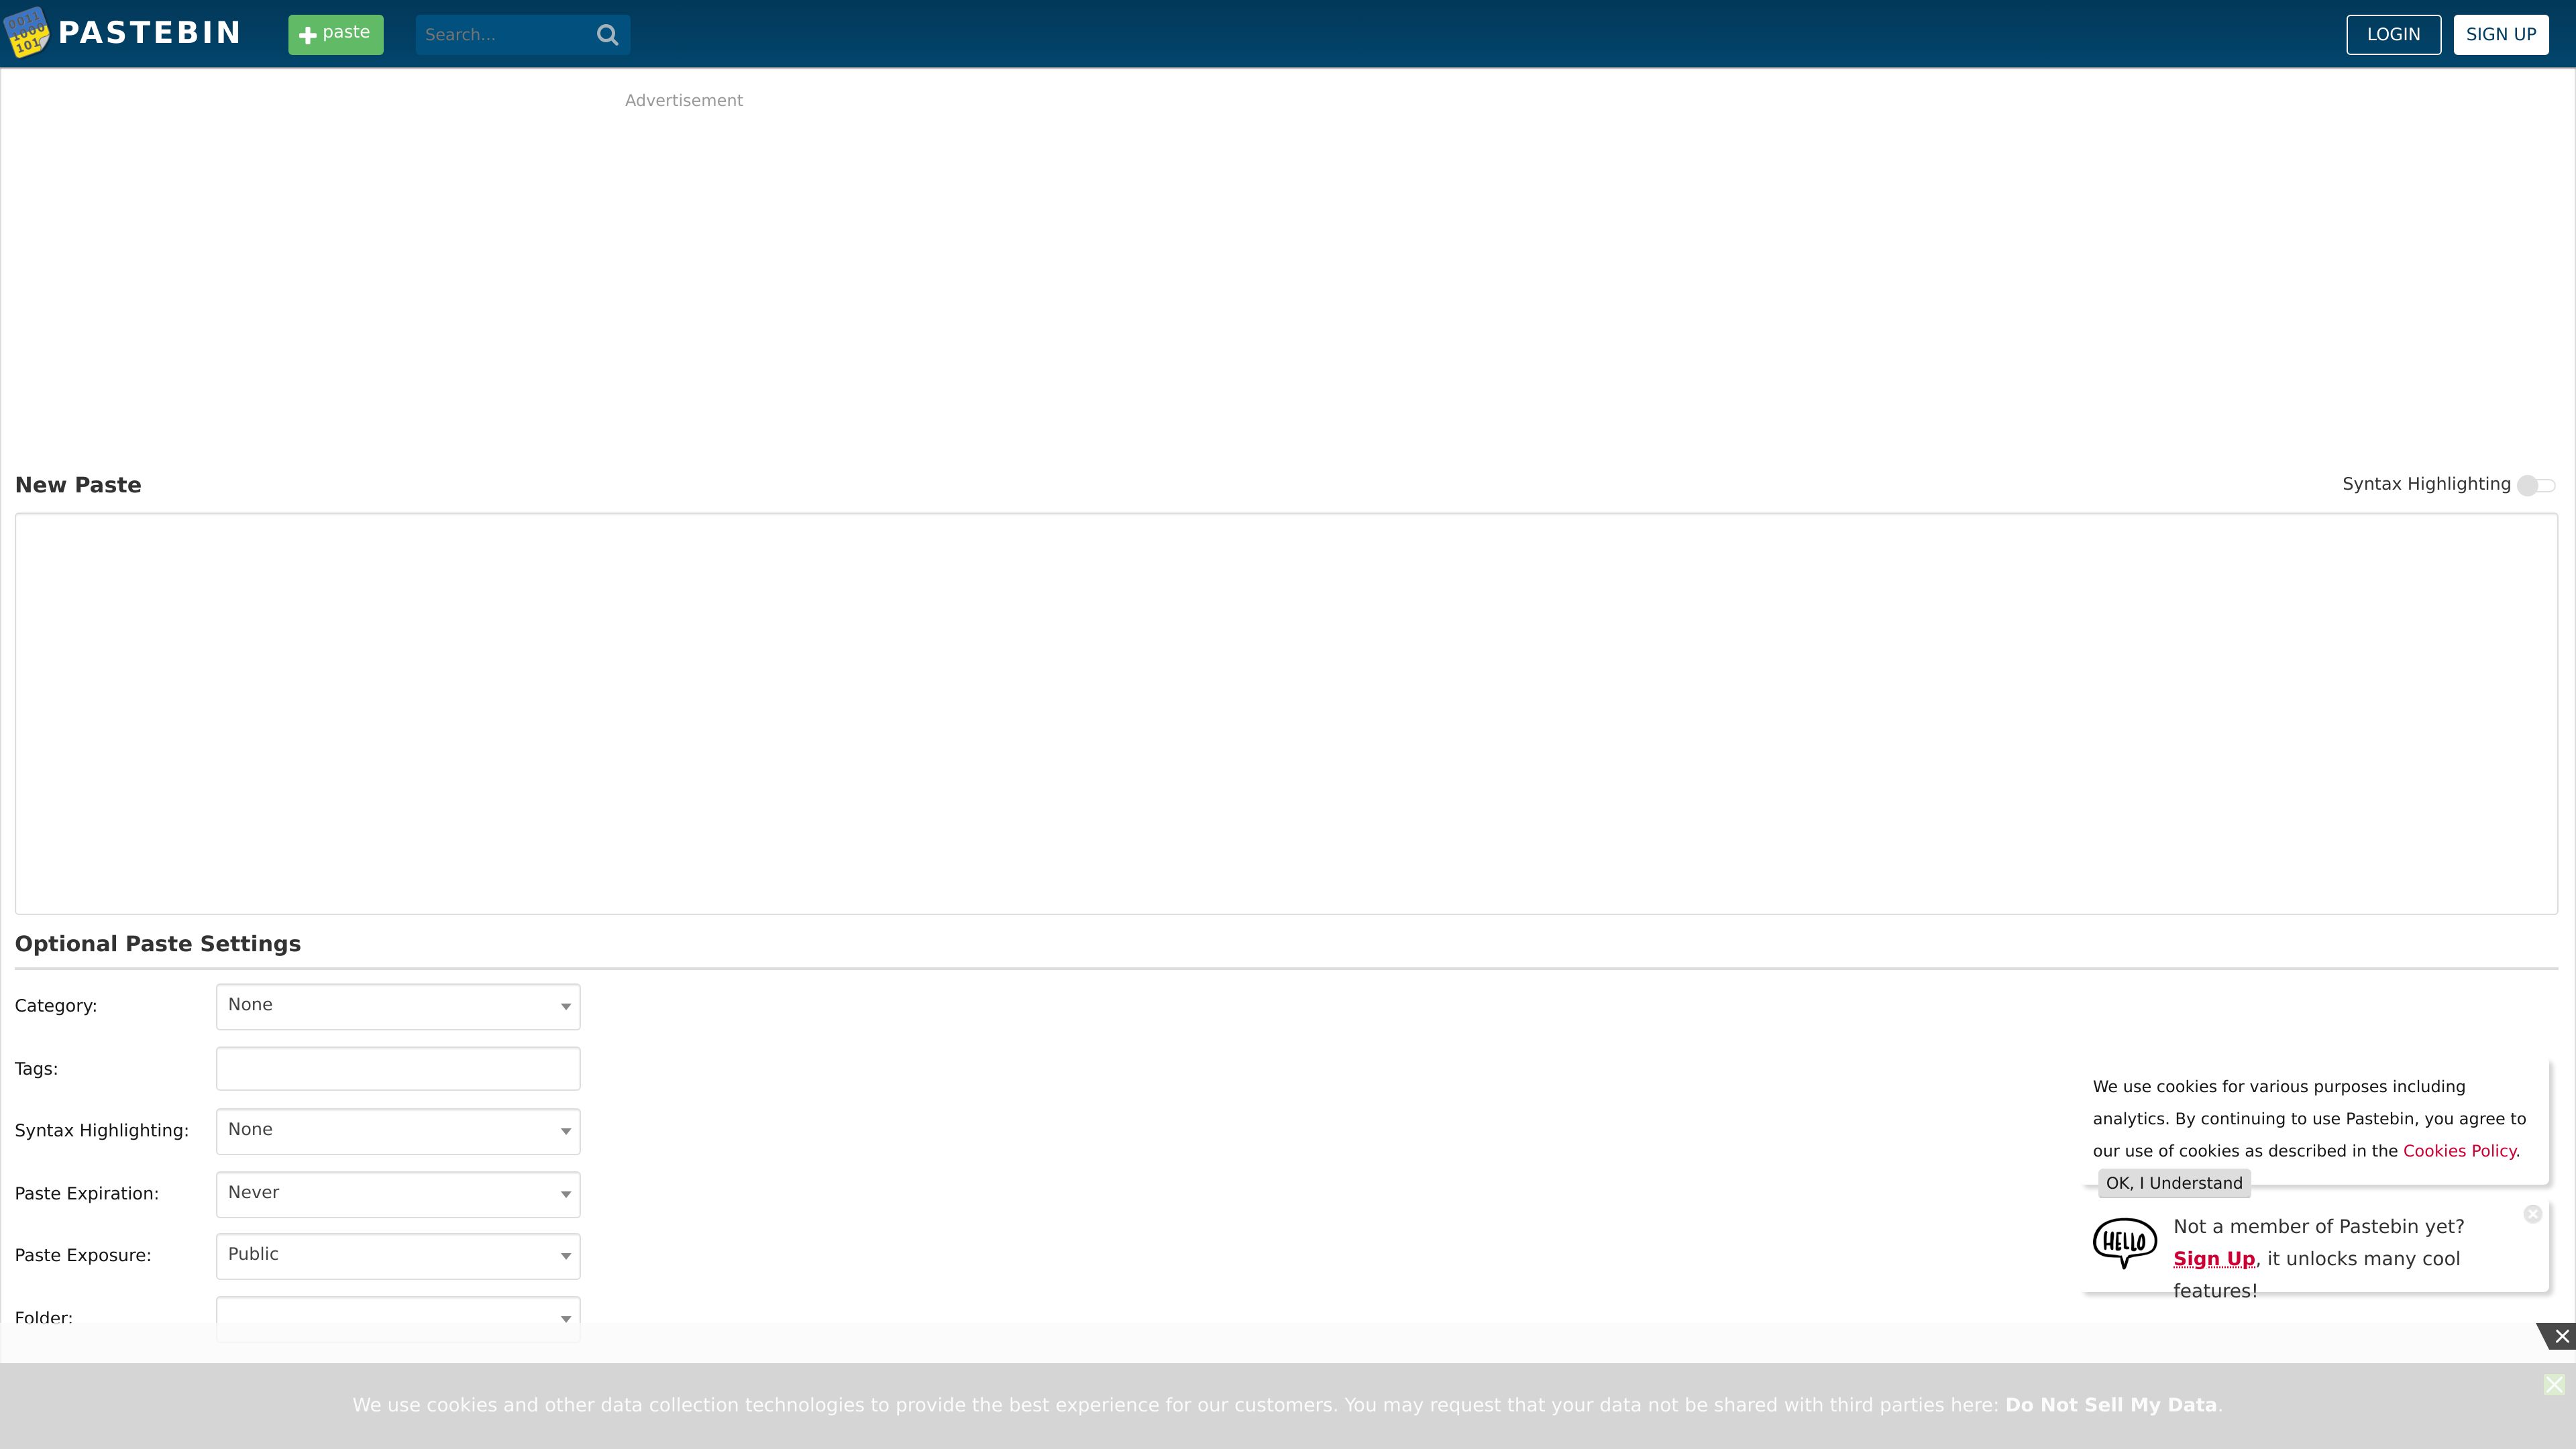 PASTEBIN
paste
Search...
LOGIN
SIGN UP
Advertisement
New Paste
Syntax Highlighting
Optional Paste Settings
Category:
None
Tags:
Syntax Highlighting:
None
Paste Expiration:
Never
Paste Exposure:
Public
Folder:
We use cookies for various purposes including
analytics. By continuing to use Pastebin, you agree to
our use of cookies as described in the Cookies Policy.
OK, I Understand
HELLO
Not a member of Pastebin yet?
Sign Up, it unlocks many cool
features!
We use cookies and other data collection technologies to provide the best experience for our customers. You may request that your data not be shared with third parties here: Do Not Sell My Data.